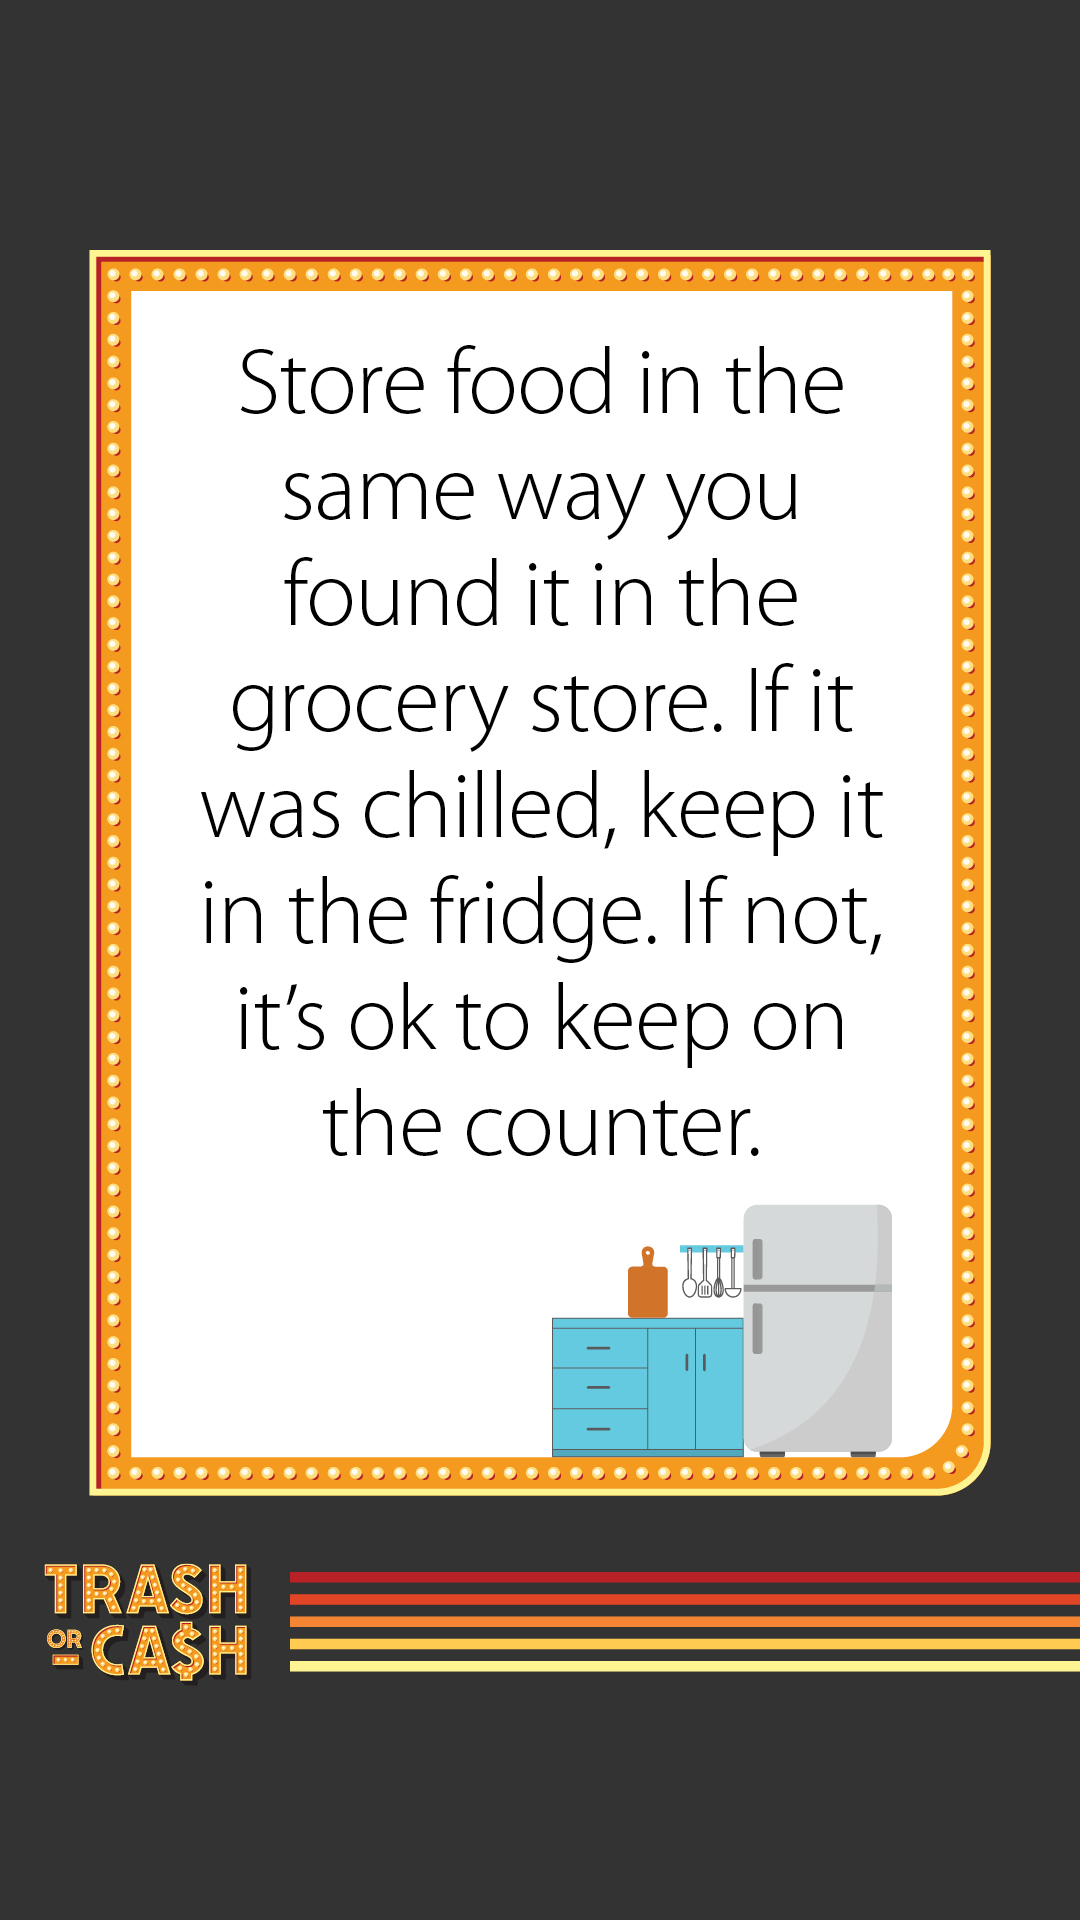 Store food in the
same way you
found it in the
grocery store. If it
was chilled, keep it
in the fridge. If not,
it’s ok to keep on
the counter.
TRASH
OR CA$H